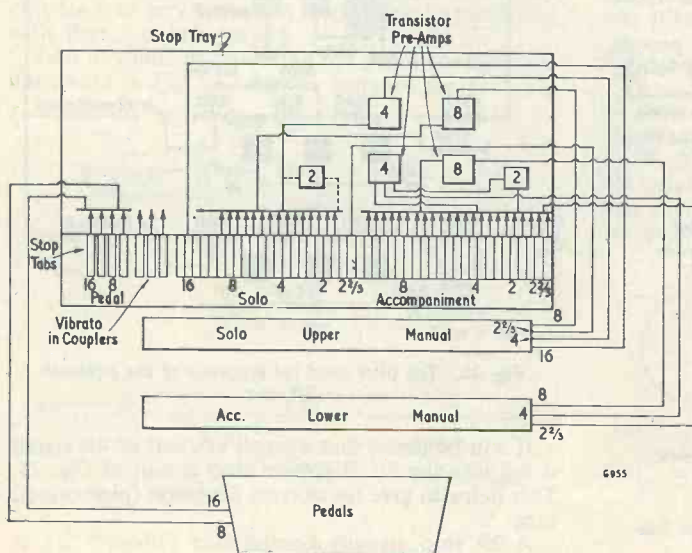 Transistor
Pre-Amps
Stop Tray
4
8
4
8
2
2
Stop
Tabs
16 8
8 4 2 2⅔
8 4 2 2⅔
Pedal Solo Accompaniment
Vibrato
in Couplers
8
2⅔
4
16
Solo Upper Manual
8
4
2⅔
Acc. Lower Manual
6955
16
8
Pedals